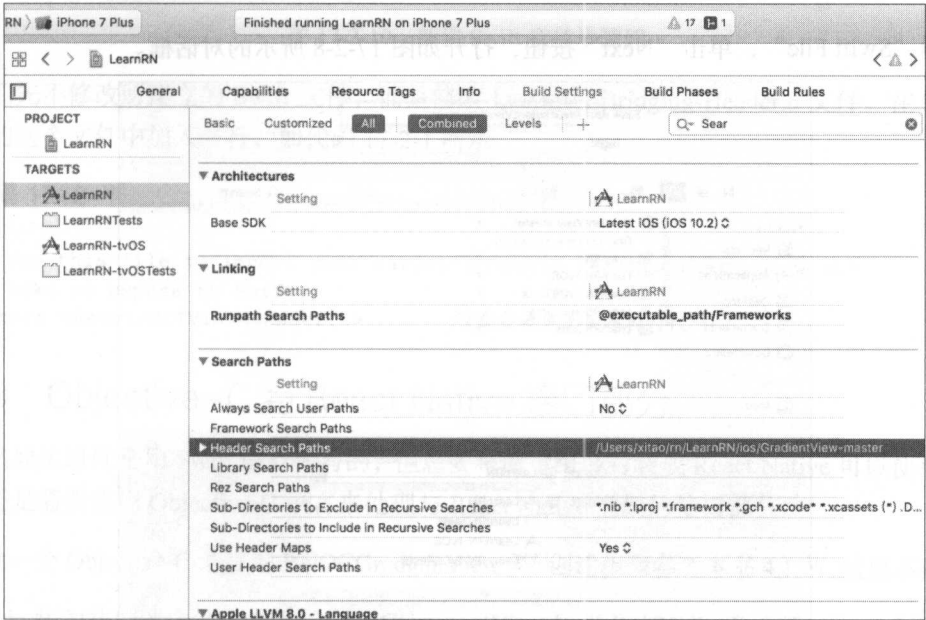 RN 〉 iPhone 7 Plus
Finished running LearnRN on iPhone 7 Plus
17 1
LearnRN
General Capabilities Resource Tags Info Build Settings Build Phases Build Rules
PROJECT
LearnRN
TARGETS
LearnRN
LearnRNTests
LearnRN-tvOS
LearnRN-tvOSTests
Basic Customized All Combined Levels +
Sear
Architectures
Setting LearnRN
Base SDK Latest iOS (iOS 10.2)
Linking
Setting LearnRN
Runpath Search Paths @executable_path/Frameworks
Search Paths
Setting LearnRN
Always Search User Paths No
Framework Search Paths
Header Search Paths /Users/xitao/rn/LearnRN/ios/GradientView-master
Library Search Paths
Rez Search Paths
Sub-Directories to Exclude in Recursive Searches *.nib *.lproj *.framework *.gch *.xcode* *.xcassets (*) .D...
Sub-Directories to Include in Recursive Searches
Use Header Maps Yes
User Header Search Paths
Apple LLVM 8.0 - Language